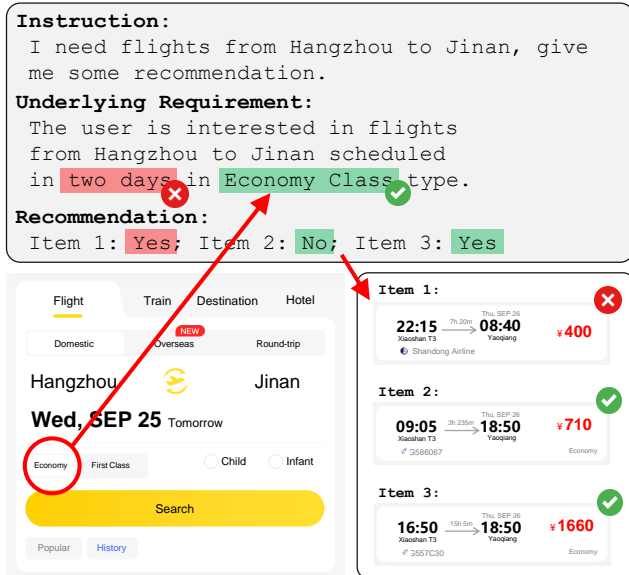 Instruction:
I need flights from Hangzhou to Jinan, give
me some recommendation.
Underlying Requirement:
The user is interested in flights
from Hangzhou to Jinan scheduled
in two days in Economy Class type.
Recommendation:
Item 1: Yes; Item 2: No; Item 3: Yes
Flight Train Destination Hotel
NEW
Domestic Overseas Round-trip
Hangzhou Jinan
Wed, SEP 25 Tomorrow
Economy First Class Child Infant
Search
Popular History
Item 1:
Thu, SEP 26
22:15 7h 20m 08:40 ¥400
Xiaoshan T3 Yaoqiang
Shandong Airline
Item 2:
Thu, SEP 26
09:05 3h 235m 18:50 ¥710
Xiaoshan T3 Yaoqiang
3586067 Economy
Item 3:
Thu, SEP 26
16:50 15h 5m 18:50 ¥1660
Xiaoshan T3 Yaoqiang
3557C30 Economy